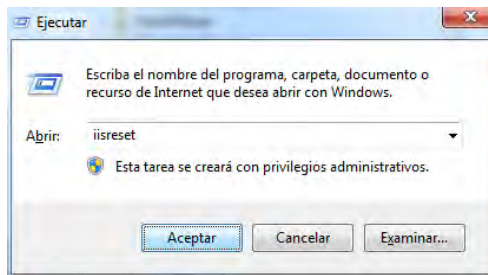 Ejecutar
Escriba el nombre del programa, carpeta, documento o
recurso de Internet que desea abrir con Windows.
Abrir: iisreset
Esta tarea se creará con privilegios administrativos.
Aceptar Cancelar Examinar...